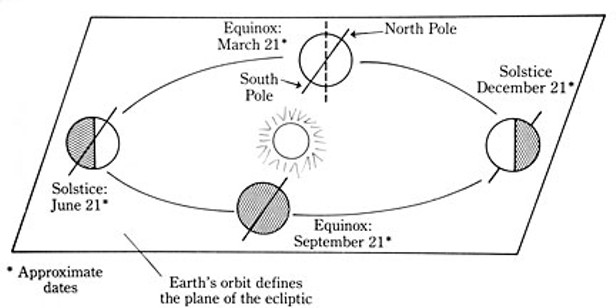 Equinox:
March 21*
North Pole
South
Pole
Solstice
December 21*
Solstice:
June 21*
Equinox:
September 21*
* Approximate
dates
Earth's orbit defines
the plane of the ecliptic